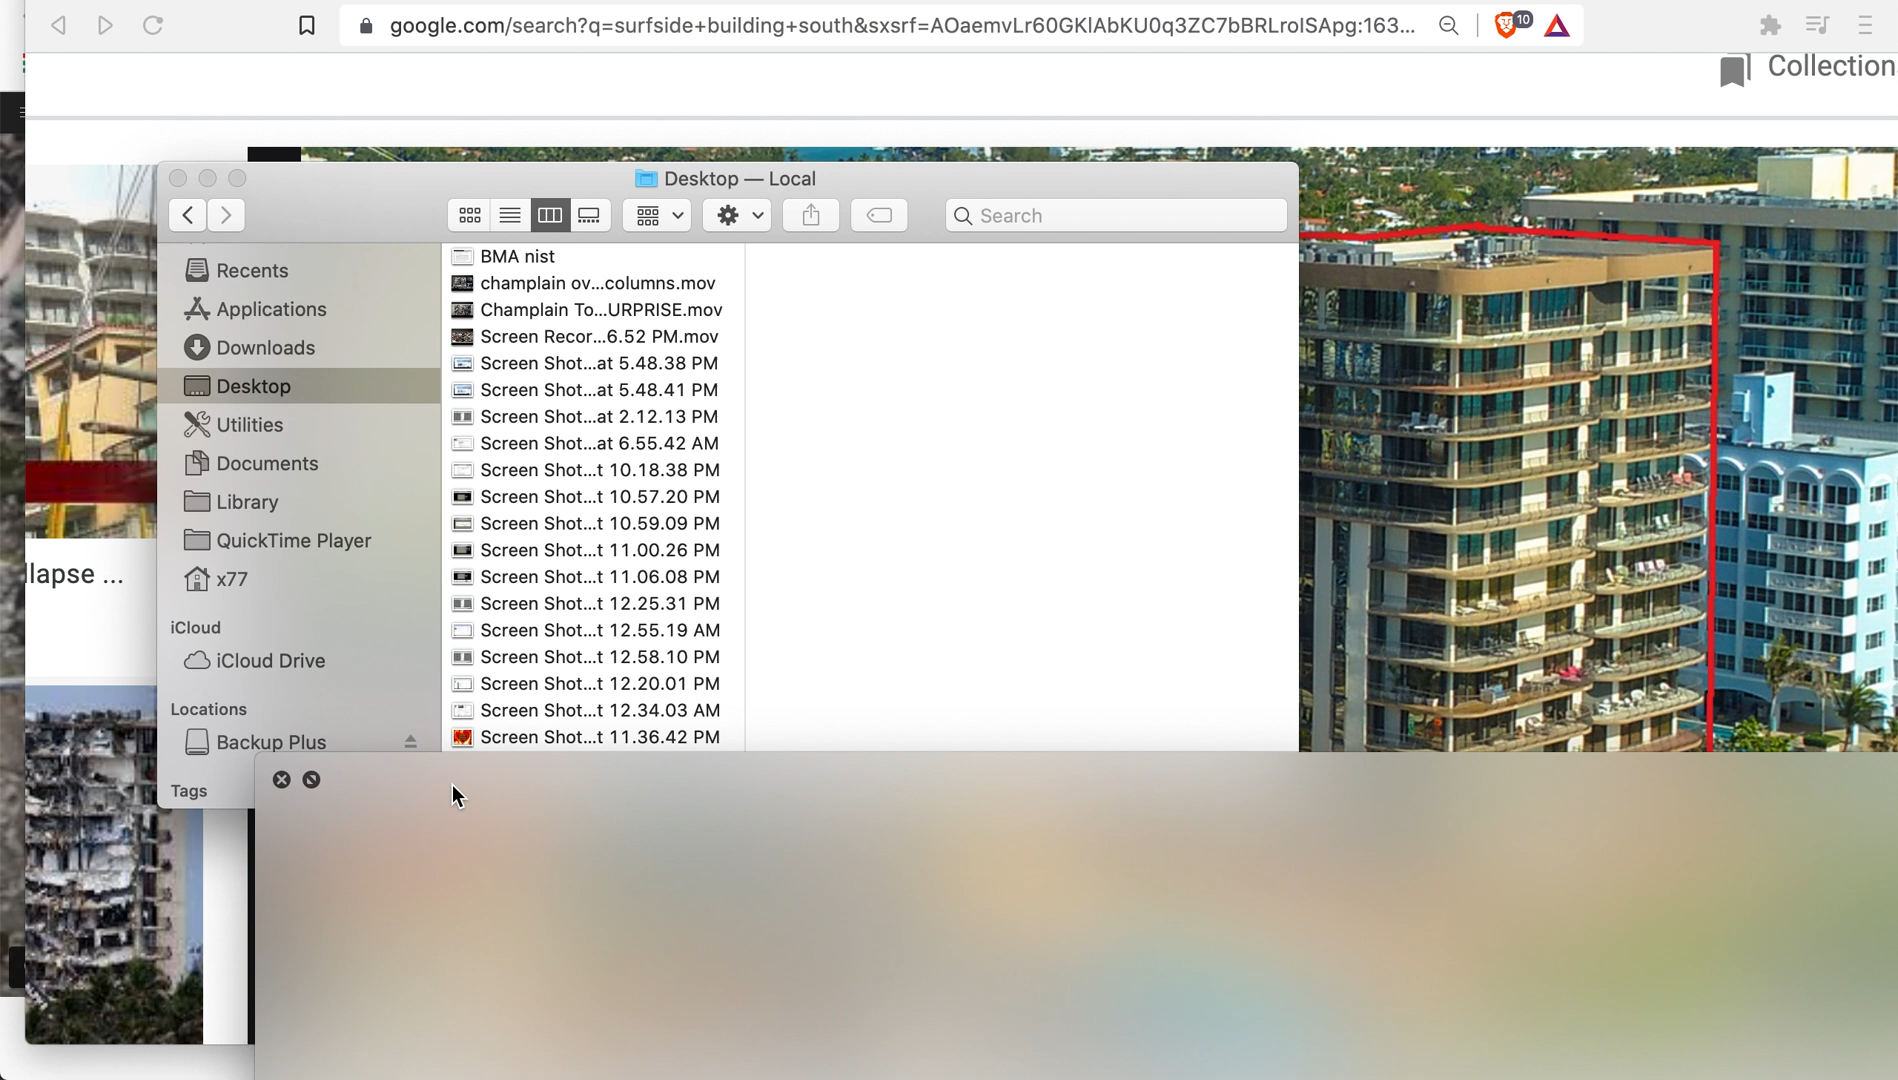 google.com/search?q=surfside+building+south&sxsrf=AOaemvLr60GKlAbKU0q3ZC7bBRLrolSApg:163...
10
Collection
Desktop — Local
Search
Recents
Applications
Downloads
Desktop
Utilities
Documents
Library
QuickTime Player
x77
iCloud
iCloud Drive
Locations
Backup Plus
Tags
BMA nist
champlain ov...columns.mov
Champlain To...URPRISE.mov
Screen Recor...6.52 PM.mov
Screen Shot...at 5.48.38 PM
Screen Shot...at 5.48.41 PM
Screen Shot...at 2.12.13 PM
Screen Shot...at 6.55.42 AM
Screen Shot...t 10.18.38 PM
Screen Shot...t 10.57.20 PM
Screen Shot...t 10.59.09 PM
Screen Shot...t 11.00.26 PM
Screen Shot...t 11.06.08 PM
Screen Shot...t 12.25.31 PM
Screen Shot...t 12.55.19 AM
Screen Shot...t 12.58.10 PM
Screen Shot...t 12.20.01 PM
Screen Shot...t 12.34.03 AM
Screen Shot...t 11.36.42 PM
llapse ...